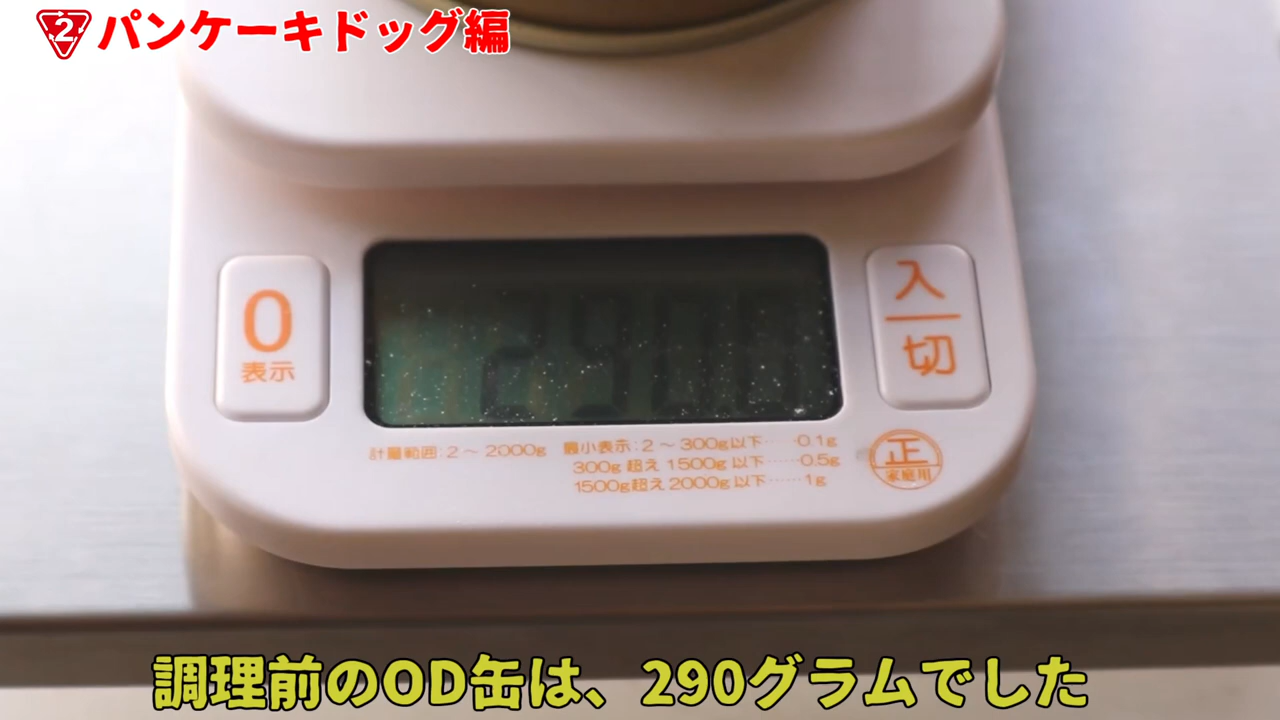 2 パンケーキドッグ編
2900
0
表示
入
切
計量範囲:2〜2000g 最小表示:2〜300g以下……0.1g
300g超え1500g以下……0.5g
1500g超え2000g以下……1g
正
家庭用
調理前のOD缶は、290グラムでした